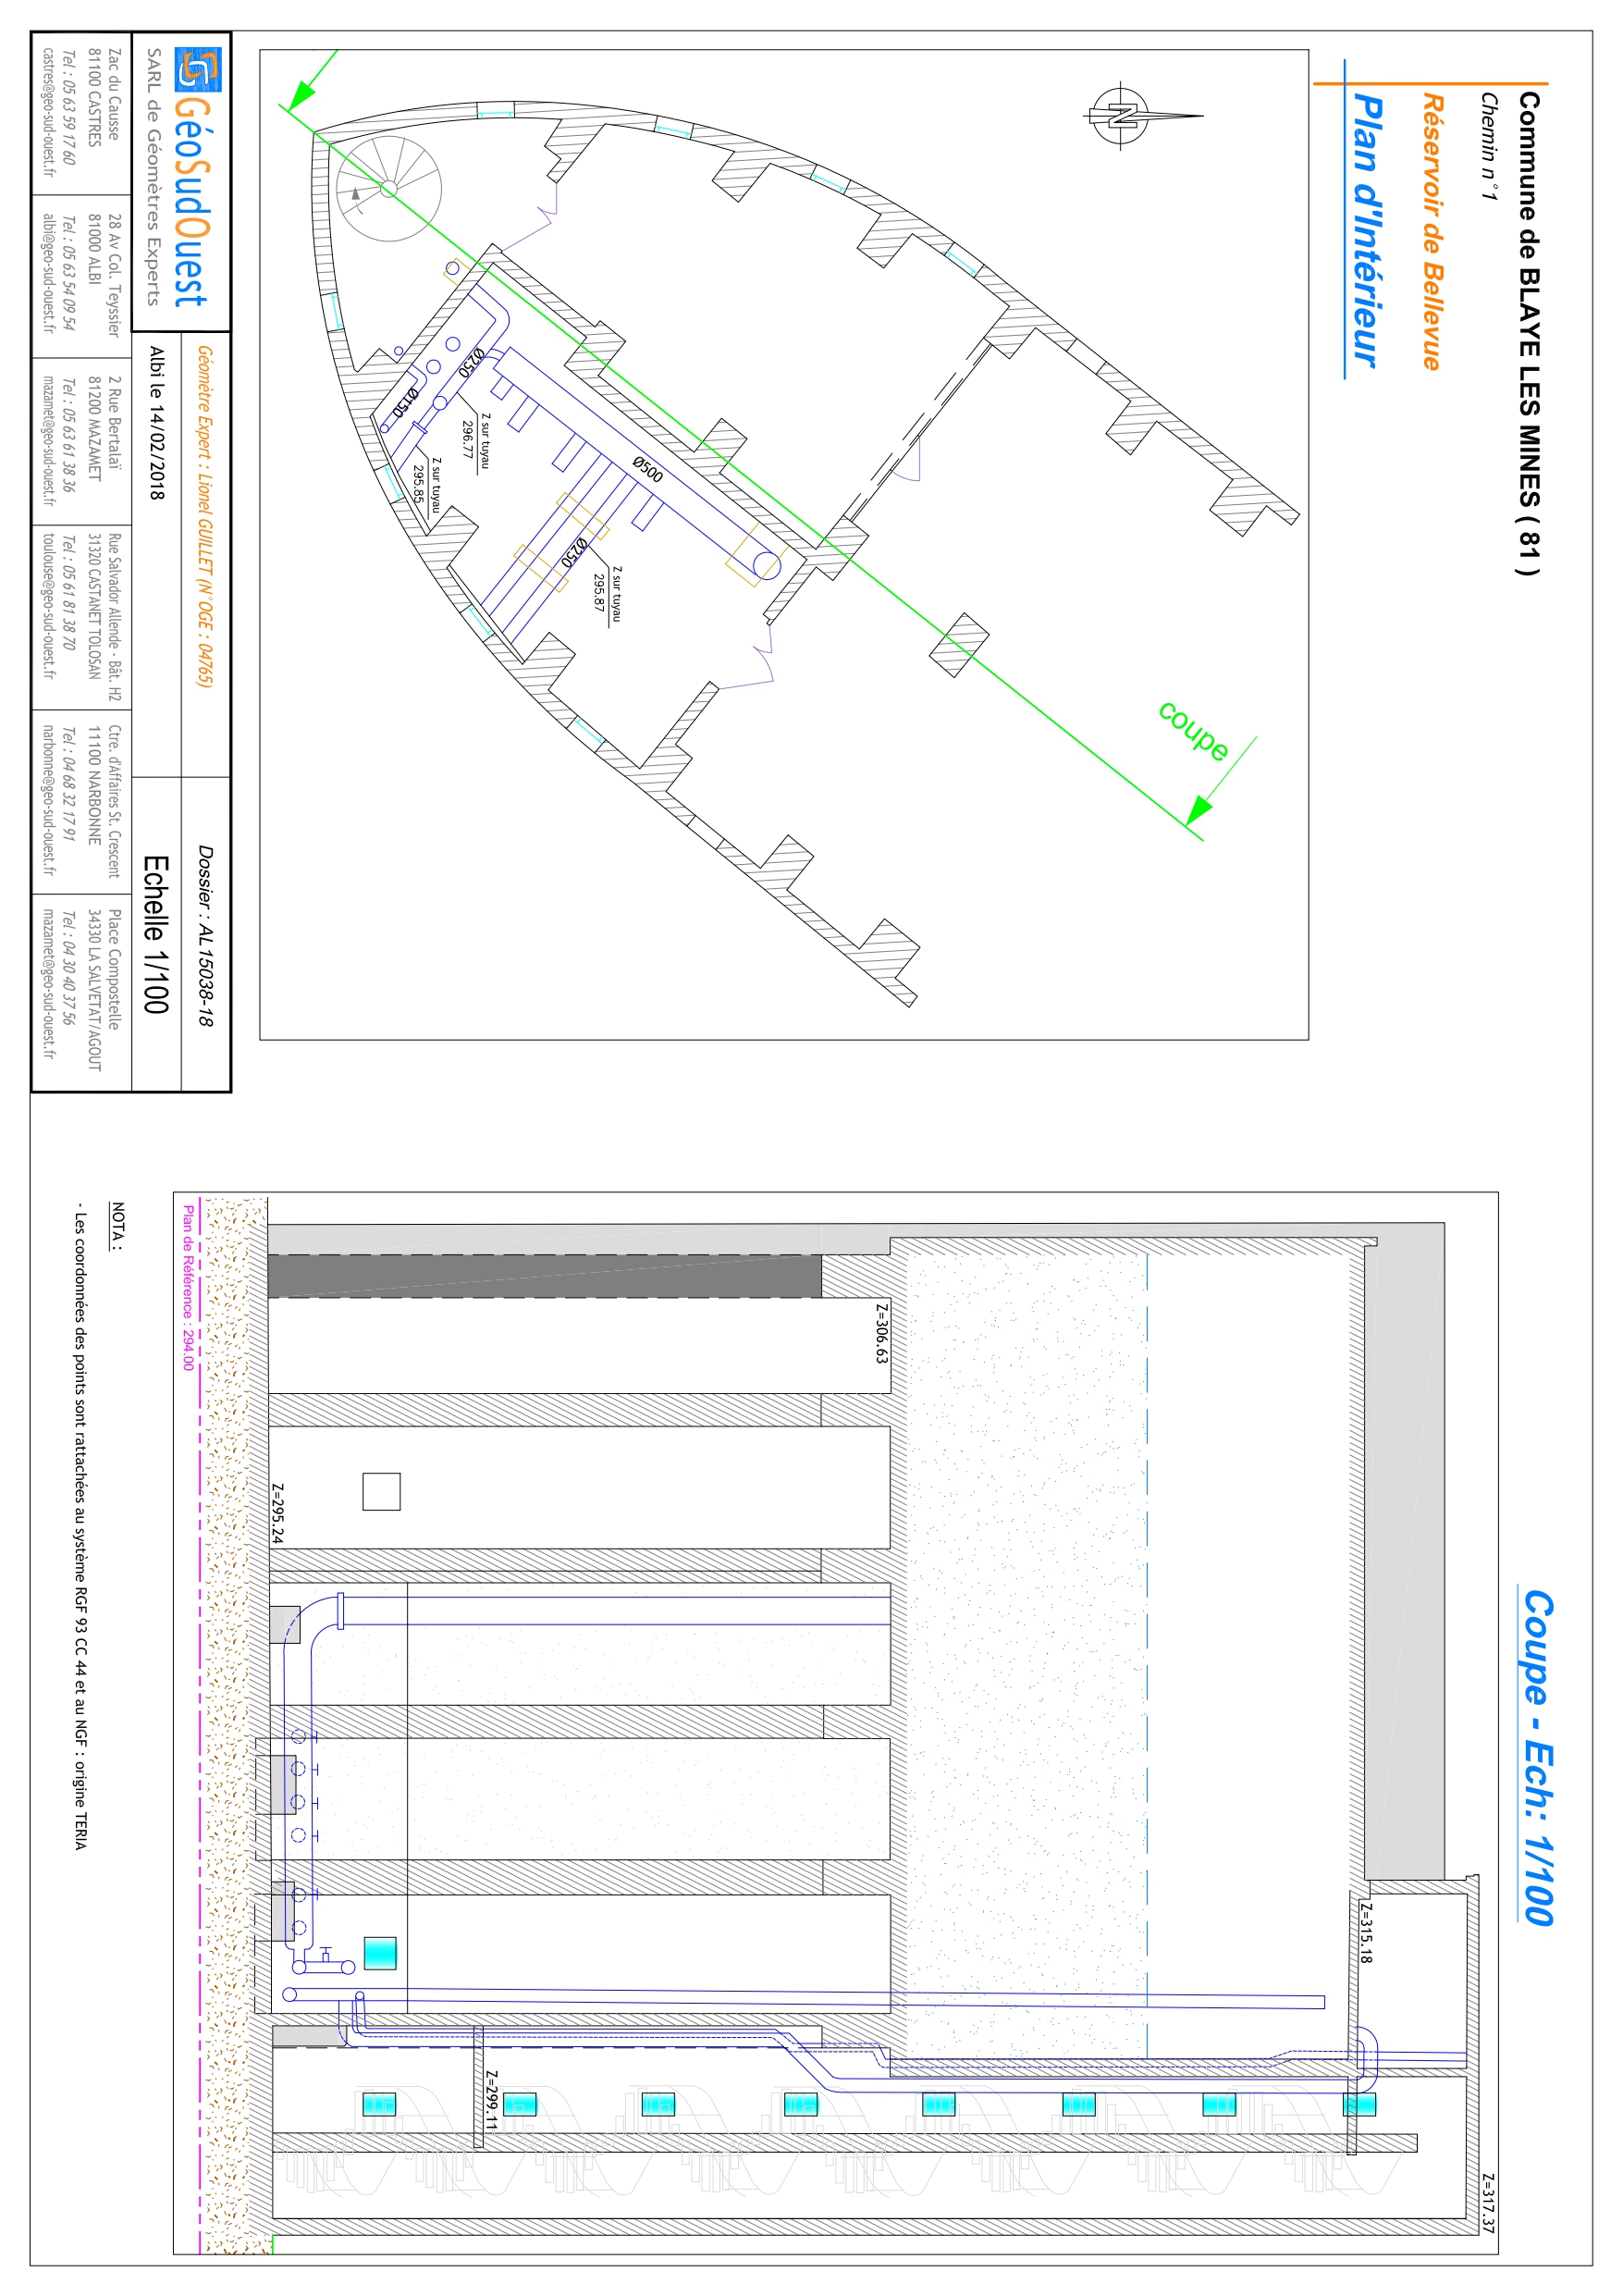 Commune de BLAYE LES MINES ( 81 )
Chemin n°1
Réservoir de Bellevue
Plan d'Intérieur
N
coupe
Ø250
Ø150
Z sur tuyau
296.77
Z sur tuyau
295.85
Ø500
Ø250
Z sur tuyau
295.87
GéoSudOuest
SARL de Géomètres Experts
Géomètre Expert : Lionel GUILLET (N°OGE : 04765)
Dossier : AL15038-18
Albi le 14/02/2018
Echelle 1/100
Zac du Causse
81100 CASTRES
Tel : 05 63 59 17 60
castres@geo-sud-ouest.fr
28 Av Col. Teyssier
81000 ALBI
Tel : 05 63 54 09 54
albi@geo-sud-ouest.fr
2 Rue Bertalaï
81200 MAZAMET
Tel : 05 63 61 38 36
mazamet@geo-sud-ouest.fr
Rue Salvador Allende - Bât. H2
31320 CASTANET TOLOSAN
Tel : 05 61 81 38 70
toulouse@geo-sud-ouest.fr
Ctre. d'Affaires St. Crescent
11100 NARBONNE
Tel : 04 68 32 17 91
narbonne@geo-sud-ouest.fr
Place Compostelle
34330 LA SALVETAT/AGOUT
Tel : 04 30 40 37 56
mazamet@geo-sud-ouest.fr
Coupe - Ech: 1/100
Z=317.37
Z=315.18
Z=306.63
Z=299.11
Z=295.24
Plan de Référence : 294.00
NOTA :
- Les coordonnées des points sont rattachées au système RGF 93 CC 44 et au NGF : origine TERIA